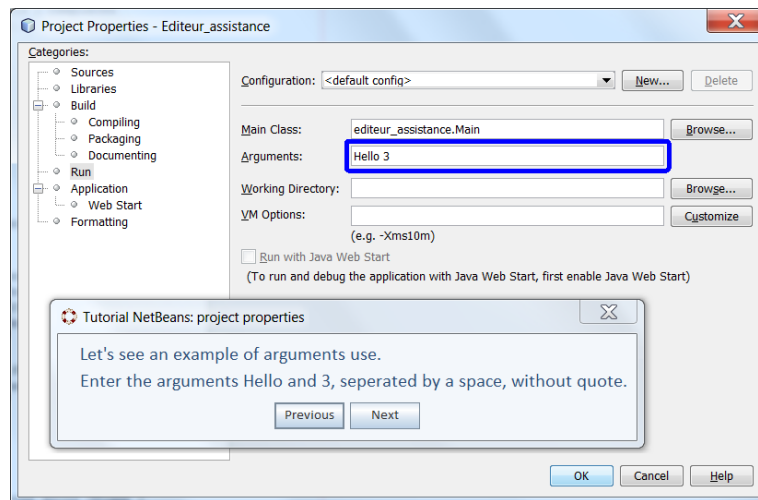 Project Properties - Editeur_assistance
Categories:
Sources
Libraries
Build
Compiling
Packaging
Documenting
Run
Application
Web Start
Formatting
Configuration: <default config> New... Delete
Main Class: editeur_assistance.Main Browse...
Arguments: Hello 3
Working Directory: Browse...
VM Options: Customize
(e.g. -Xms10m)
Run with Java Web Start
(To run and debug the application with Java Web Start, first enable Java Web Start)
Tutorial NetBeans: project properties
Let's see an example of arguments use.
Enter the arguments Hello and 3, seperated by a space, without quote.
Previous Next
OK Cancel Help